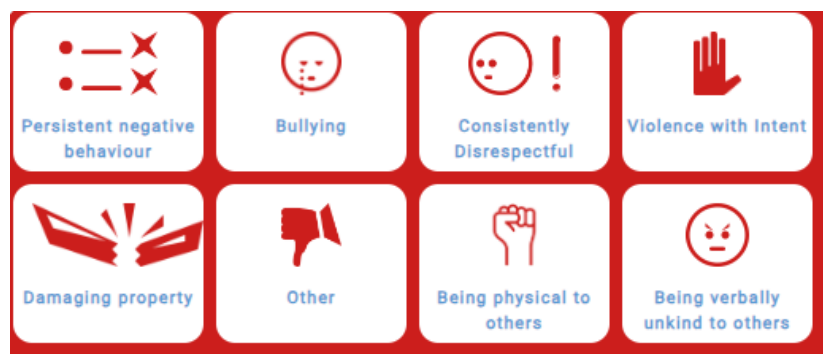 Persistent negative
behaviour
Bullying
Consistently
Disrespectful
Violence with Intent
Damaging property
Other
Being physical to
others
Being verbally
unkind to others